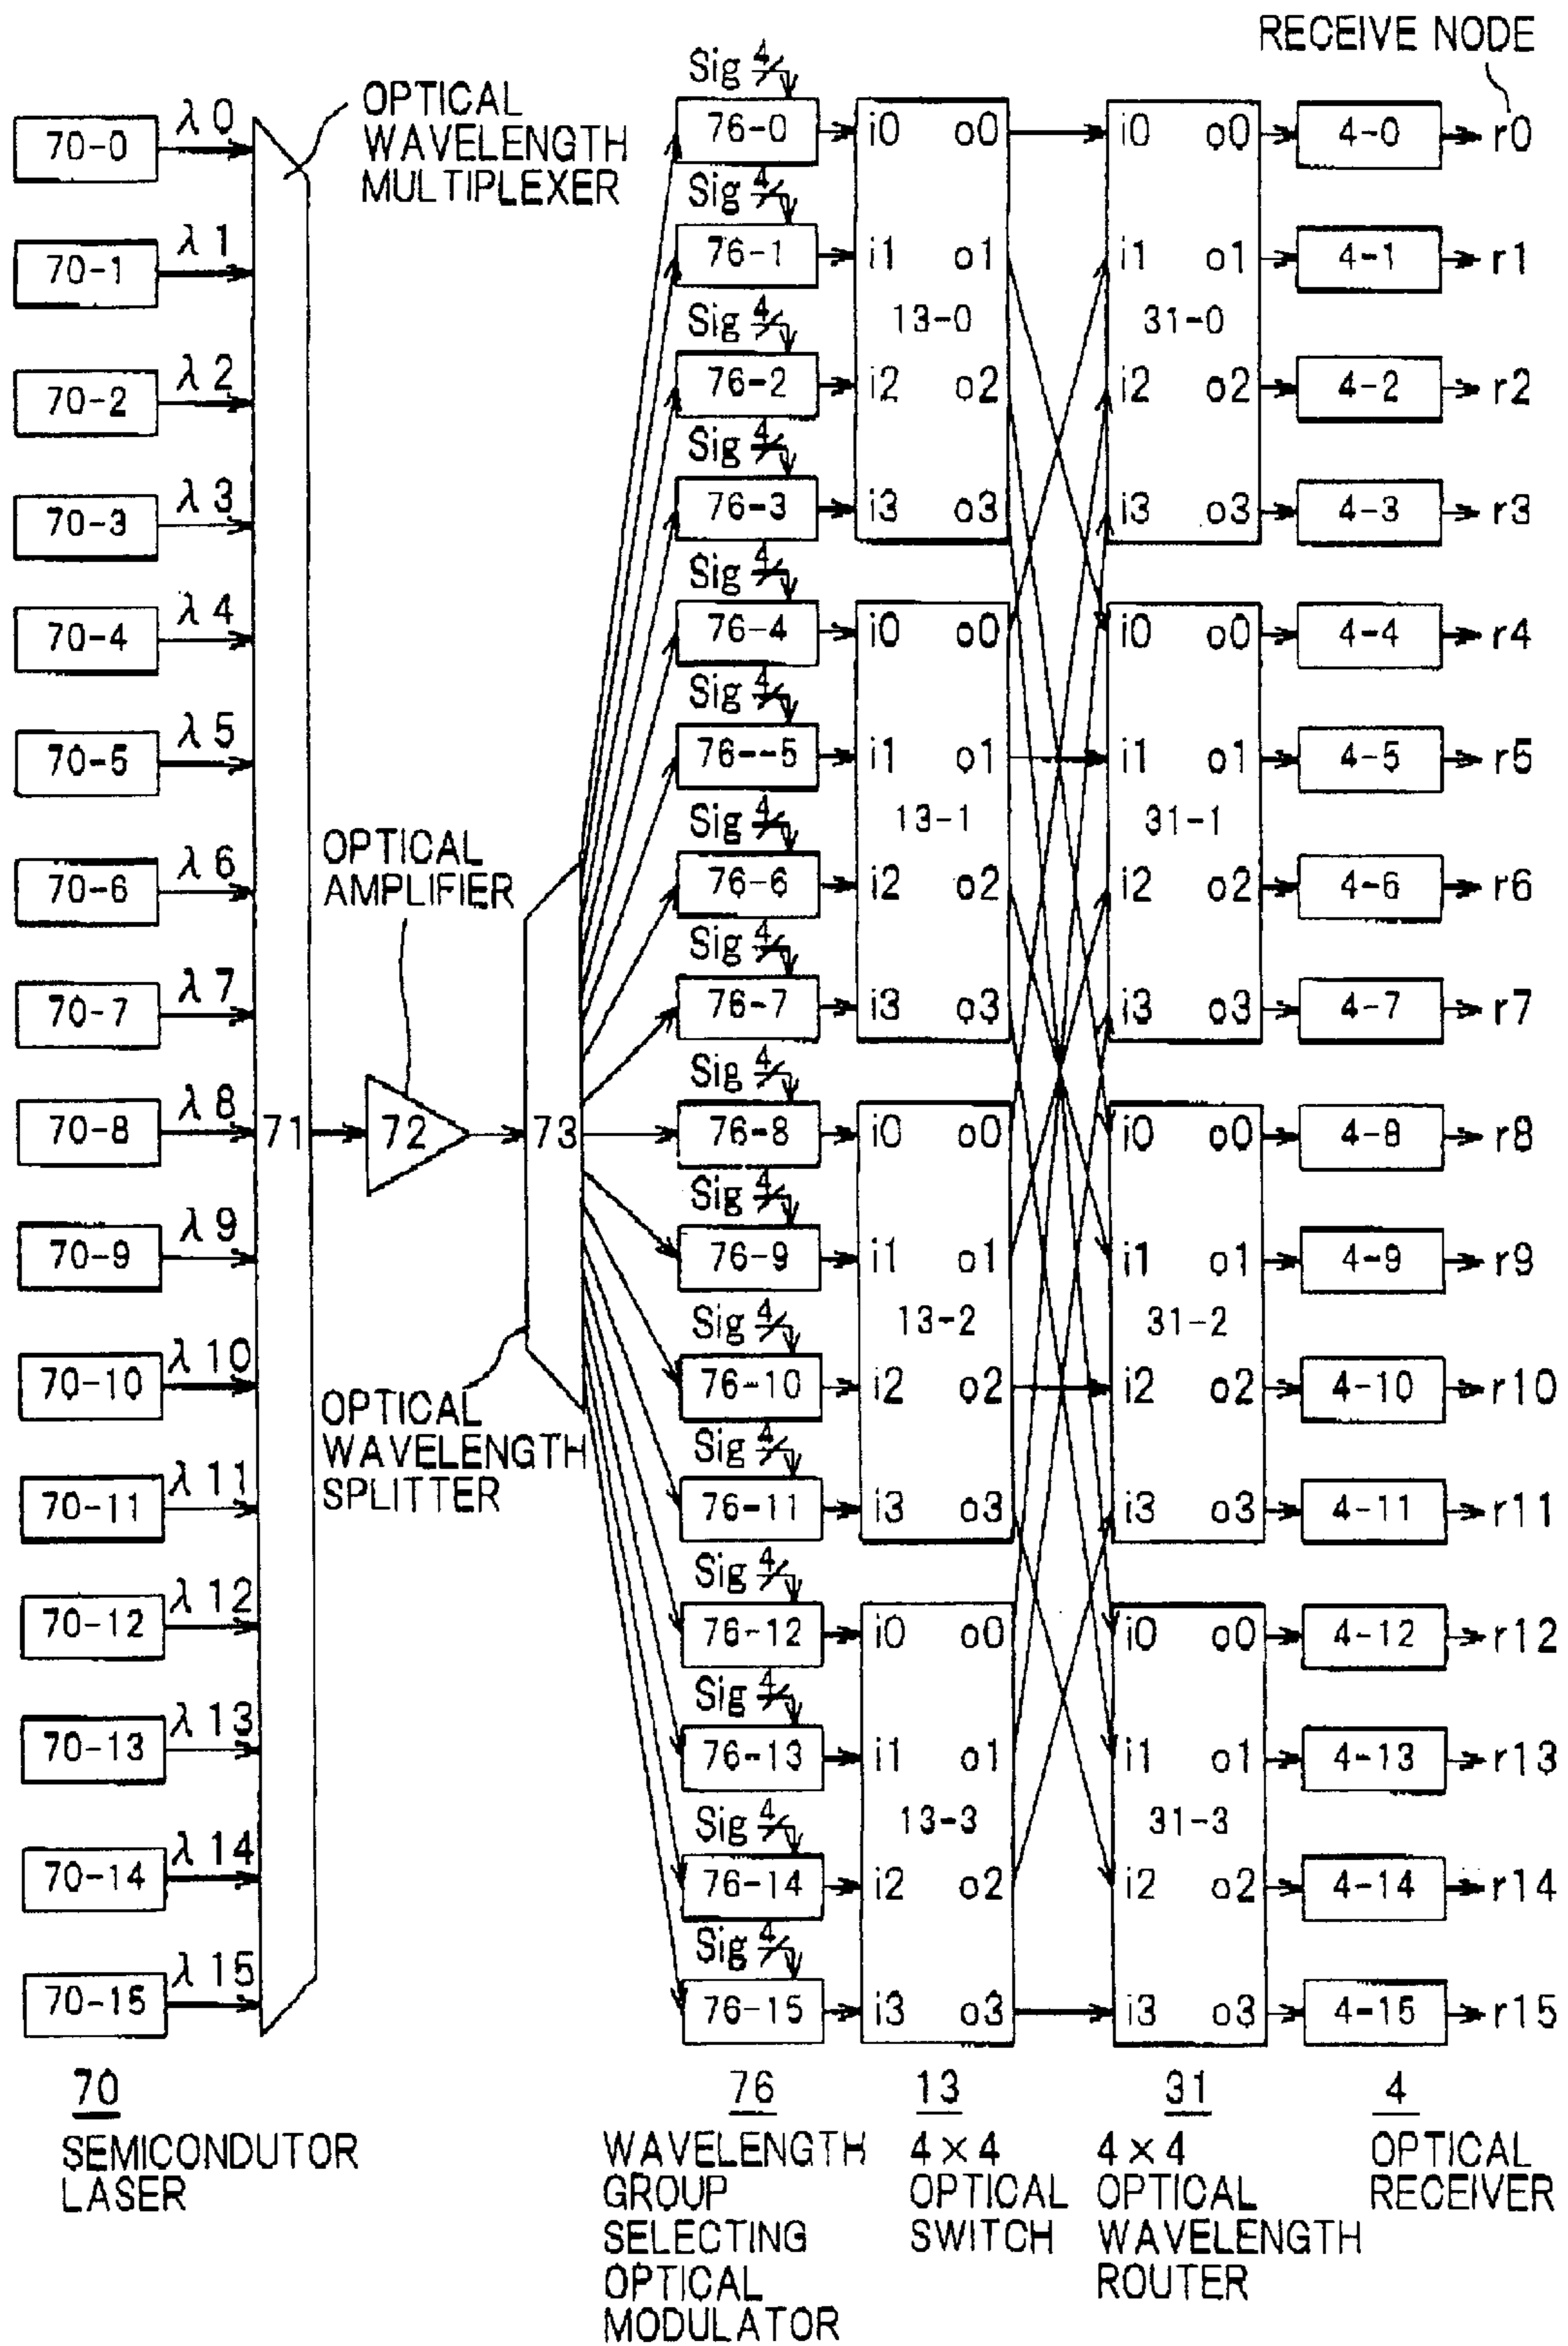 RECEIVE NODE
OPTICAL
WAVELENGTH
MULTIPLEXER
70-0 λ0 Sig 4 76-0 i0 o0 i0 o0 4-0 r0
70-1 λ1 Sig 4 76-1 i1 o1 i1 o1 4-1 r1
13-0 31-0
70-2 λ2 Sig 4 76-2 i2 o2 i2 o2 4-2 r2
70-3 λ3 Sig 4 76-3 i3 o3 i3 o3 4-3 r3
70-4 λ4 Sig 4 76-4 i0 o0 i0 o0 4-4 r4
70-5 λ5 Sig 4 76--5 i1 o1 i1 o1 4-5 r5
13-1 31-1
OPTICAL
AMPLIFIER
70-6 λ6 Sig 4 76-6 i2 o2 i2 o2 4-6 r6
70-7 λ7 Sig 4 76-7 i3 o3 i3 o3 4-7 r7
70-8 λ8 71 72 73 Sig 4 76-8 i0 o0 i0 o0 4-8 r8
70-9 λ9 Sig 4 76-9 i1 o1 i1 o1 4-9 r9
13-2 31-2
70-10 λ10 Sig 4 76-10 i2 o2 i2 o2 4-10 r10
OPTICAL
WAVELENGTH
SPLITTER
70-11 λ11 Sig 4 76-11 i3 o3 i3 o3 4-11 r11
70-12 λ12 Sig 4 76-12 i0 o0 i0 o0 4-12 r12
70-13 λ13 Sig 4 76-13 i1 o1 i1 o1 4-13 r13
13-3 31-3
70-14 λ14 Sig 4 76-14 i2 o2 i2 o2 4-14 r14
70-15 λ15 Sig 4 76-15 i3 o3 i3 o3 4-15 r15
70
SEMICONDUTOR
LASER
76
WAVELENGTH
GROUP
SELECTING
OPTICAL
MODULATOR
13
4×4
OPTICAL
SWITCH
31
4×4
OPTICAL
WAVELENGTH
ROUTER
4
OPTICAL
RECEIVER